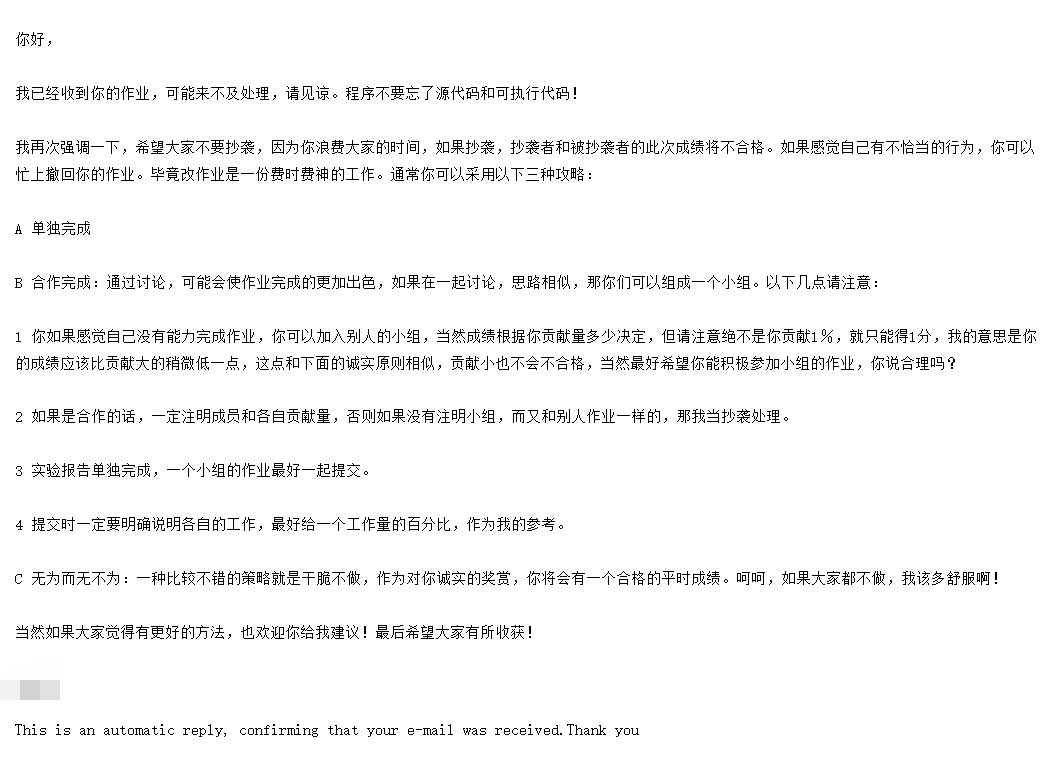 你好，
我已经收到你的作业，可能来不及处理，请见谅。程序不要忘了源代码和可执行代码！
我再次强调一下，希望大家不要抄袭，因为你浪费大家的时间，如果抄袭，抄袭者和被抄袭者的此次成绩将不合格。如果感觉自己有不恰当的行为，你可以
忙上撤回你的作业。毕竟改作业是一份费时费神的工作。通常你可以采用以下三种攻略：
A 单独完成
B 合作完成：通过讨论，可能会使作业完成的更加出色，如果在一起讨论，思路相似，那你们可以组成一个小组。以下几点请注意：
1 你如果感觉自己没有能力完成作业，你可以加入别人的小组，当然成绩根据你贡献量多少决定，但请注意绝不是你贡献1％，就只能得1分，我的意思是你
的成绩应该比贡献大的稍微低一点，这点和下面的诚实原则相似，贡献小也不会不合格，当然最好希望你能积极参加小组的作业，你说合理吗？
2 如果是合作的话，一定注明成员和各自贡献量，否则如果没有注明小组，而又和别人作业一样的，那我当抄袭处理。
3 实验报告单独完成，一个小组的作业最好一起提交。
4 提交时一定要明确说明各自的工作，最好给一个工作量的百分比，作为我的参考。
C 无为而无不为：一种比较不错的策略就是干脆不做，作为对你诚实的奖赏，你将会有一个合格的平时成绩。呵呵，如果大家都不做，我该多舒服啊！
当然如果大家觉得有更好的方法，也欢迎你给我建议！最后希望大家有所收获！
This is an automatic reply, confirming that your e-mail was received.Thank you